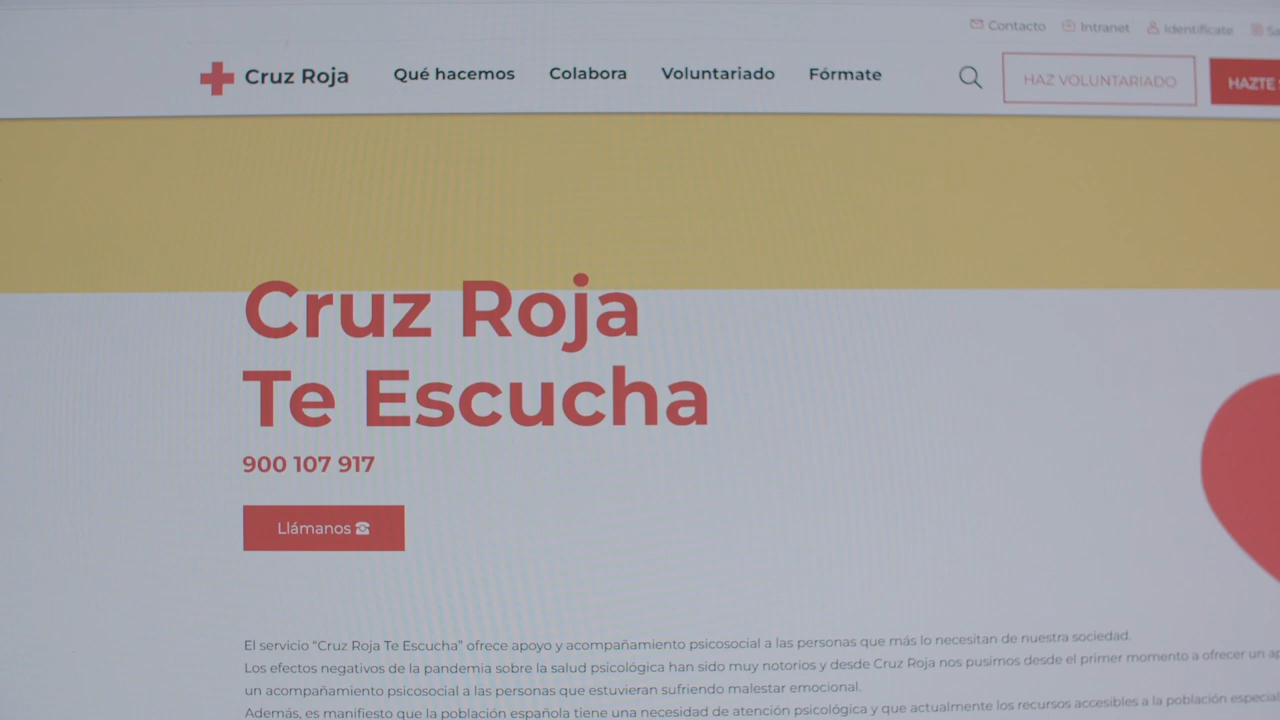 Contacto Intranet Identifícate
Cruz Roja Qué hacemos Colabora Voluntariado Fórmate HAZ VOLUNTARIADO HAZTE
Cruz Roja
Te Escucha
900 107 917
Llámanos
El servicio “Cruz Roja Te Escucha” ofrece apoyo y acompañamiento psicosocial a las personas que más lo necesitan de nuestra sociedad.
Los efectos negativos de la pandemia sobre la salud psicológica han sido muy notorios y desde Cruz Roja nos pusimos desde el primer momento a ofrecer un
un acompañamiento psicosocial a las personas que estuvieran sufriendo malestar emocional.
Además, es manifiesto que la población española tiene una necesidad de atención psicológica y que actualmente los recursos accesibles a la población